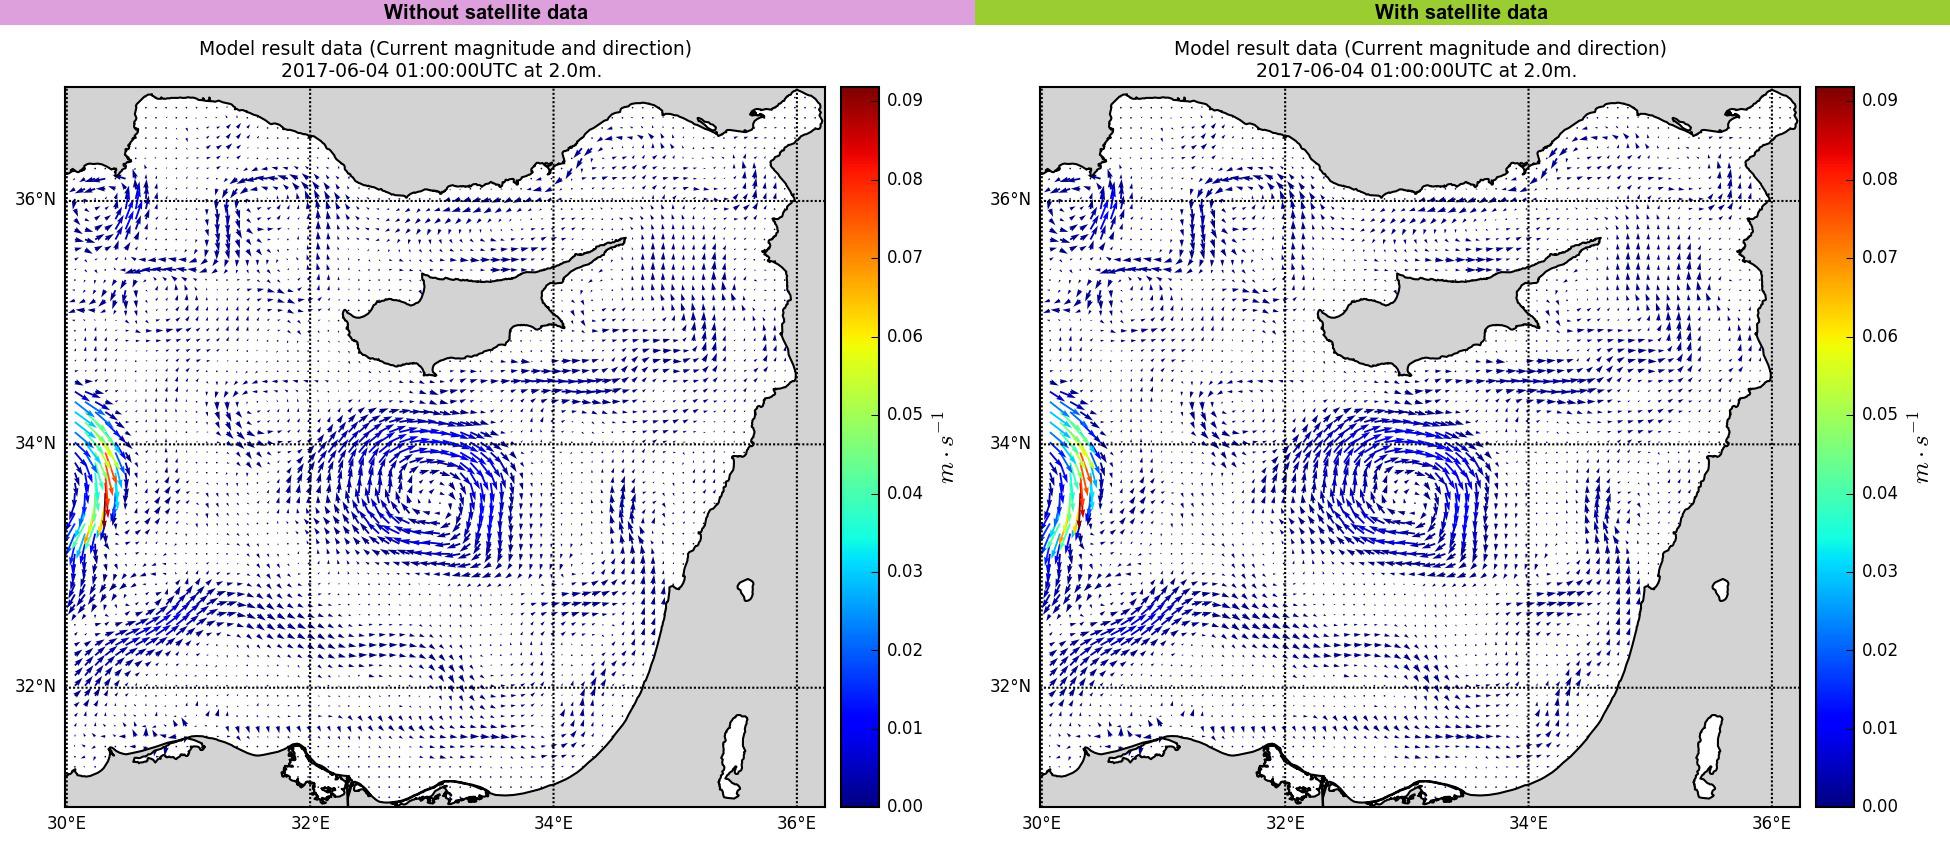 Without satellite data
With satellite data
Model result data (Current magnitude and direction)
2017-06-04 01:00:00UTC at 2.0m.
36°N
34°N
32°N
30°E
32°E
34°E
36°E
0.09
0.08
0.07
0.06
0.05
0.04
0.03
0.02
0.01
0.00
m · s⁻¹
Model result data (Current magnitude and direction)
2017-06-04 01:00:00UTC at 2.0m.
36°N
34°N
32°N
30°E
32°E
34°E
36°E
0.09
0.08
0.07
0.06
0.05
0.04
0.03
0.02
0.01
0.00
m · s⁻¹